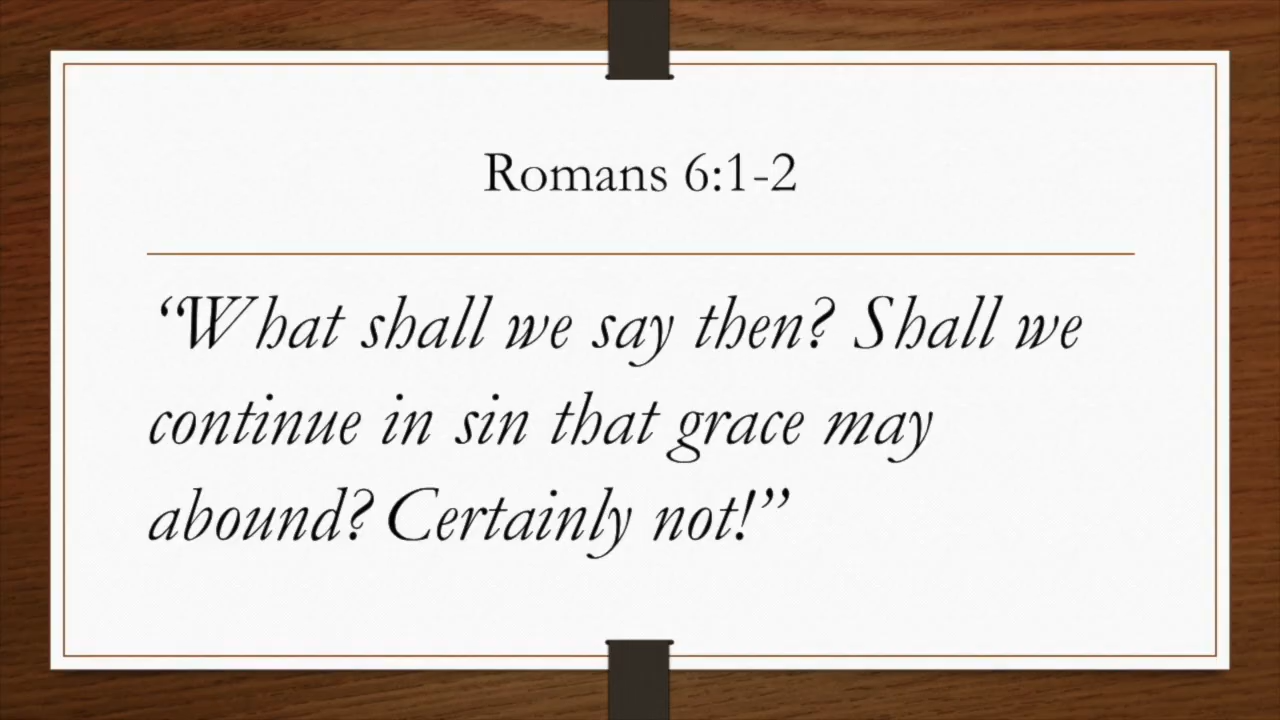 Romans 6:1-2
“What shall we say then? Shall we
continue in sin that grace may
abound? Certainly not!”